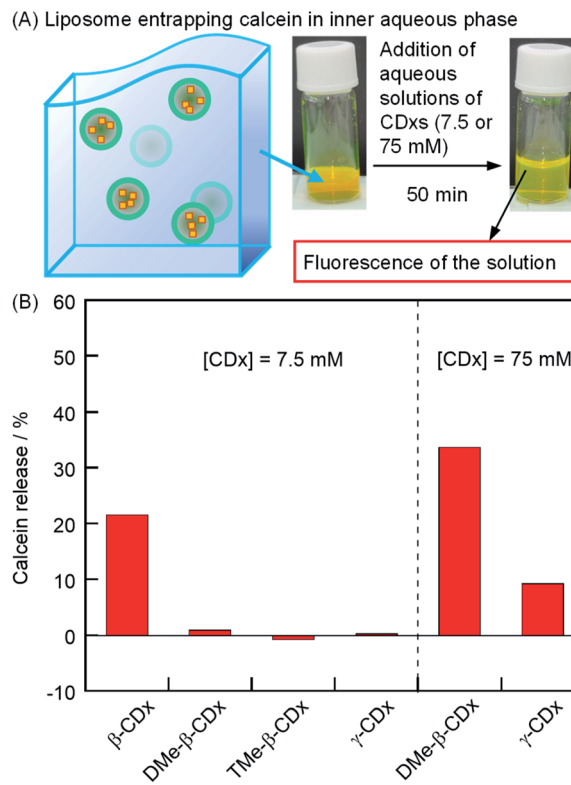 (A) Liposome entrapping calcein in inner aqueous phase
Addition of
aqueous
solutions of
CDxs (7.5 or
75 mM)
50 min
Fluorescence of the solution
(B)
60
50
40
30
20
10
0
-10
Calcein release / %
[CDx] = 7.5 mM
[CDx] = 75 mM
β-CDx
DMe-β-CDx
TMe-β-CDx
γ-CDx
DMe-β-CDx
γ-CDx